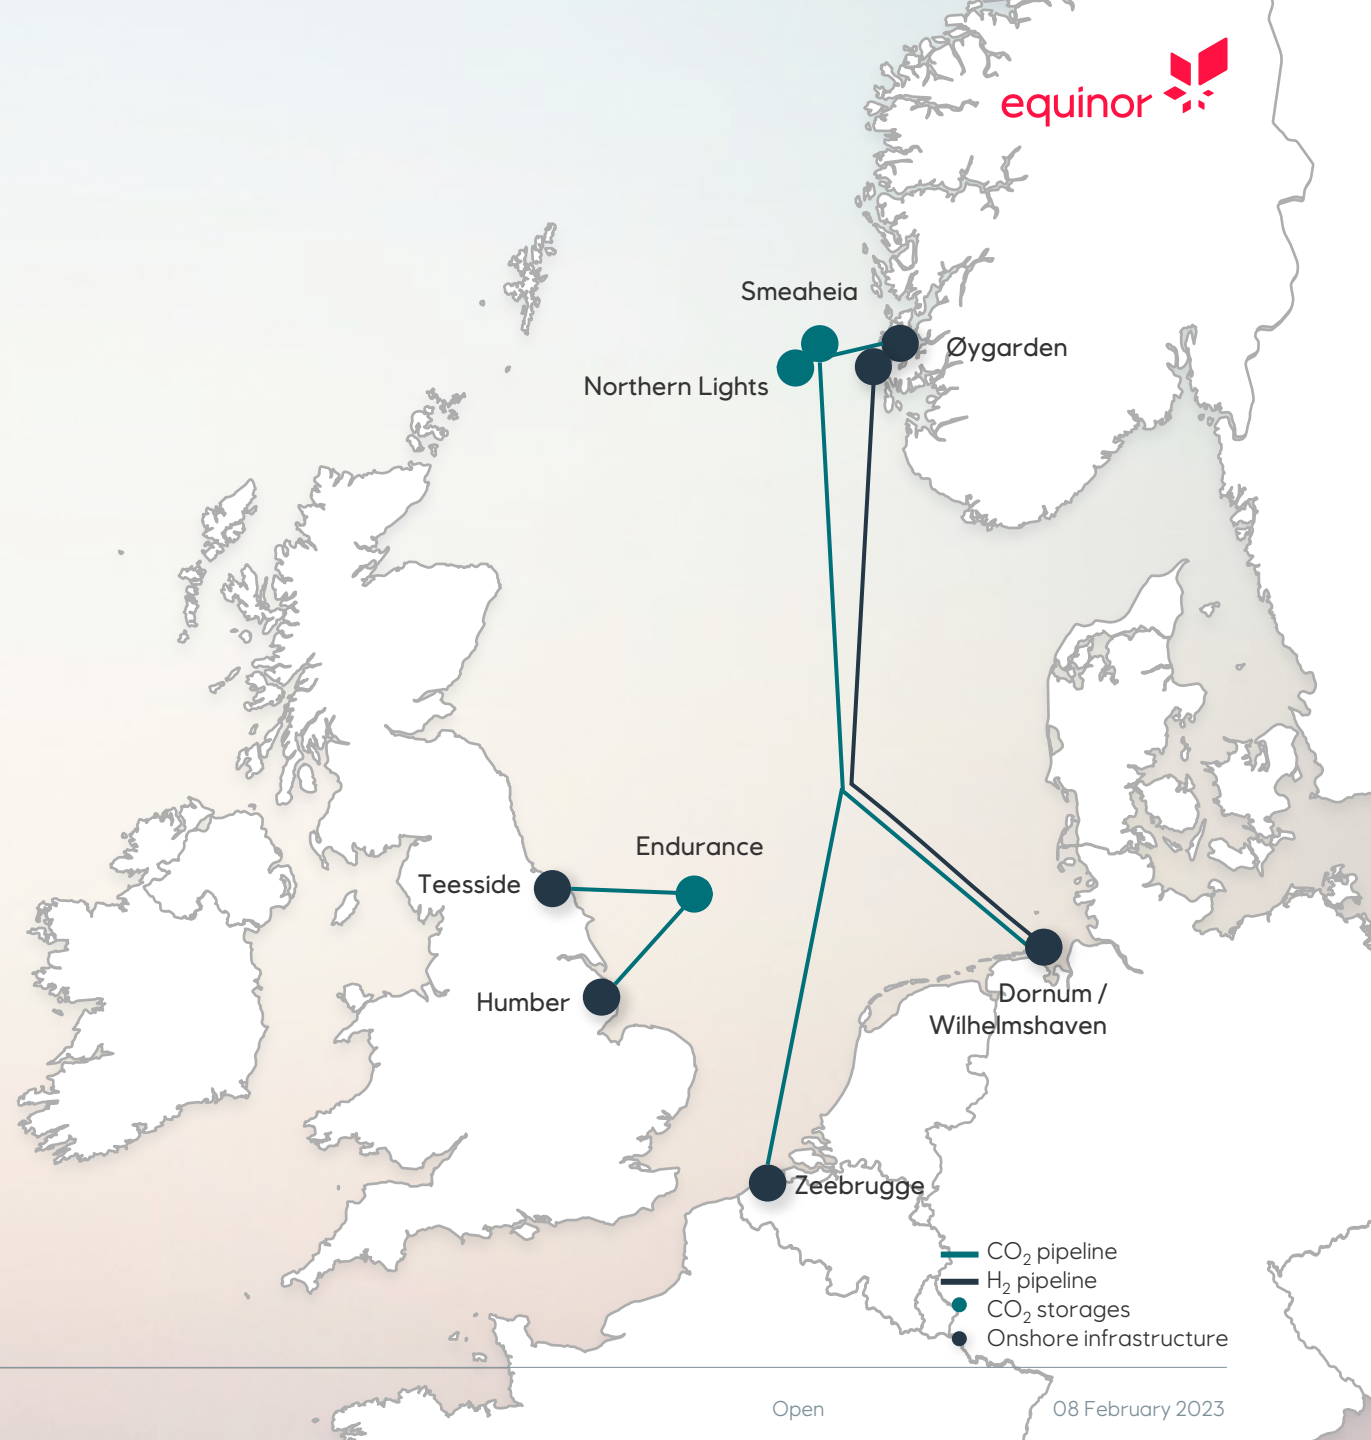 equinor
Smeaheia
Øygarden
Northern Lights
Endurance
Teesside
Humber
Dornum /
Wilhelmshaven
Zeebrugge
CO₂ pipeline
H₂ pipeline
CO₂ storages
Onshore infrastructure
Open
08 February 2023